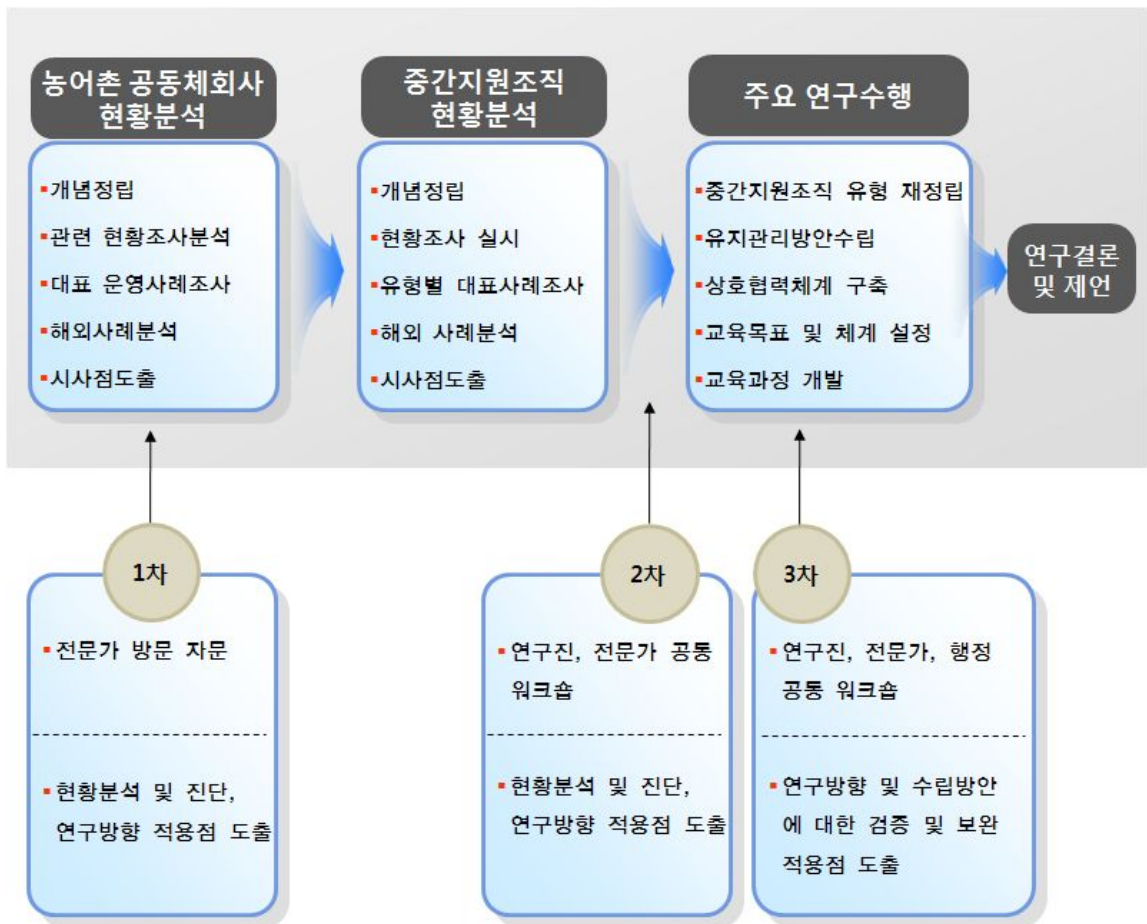 농어촌 공동체회사
현황분석
▪개념정립
▪관련 현황조사분석
▪대표 운영사례조사
▪해외사례분석
▪시사점도출
중간지원조직
현황분석
▪개념정립
▪현황조사 실시
▪유형별 대표사례조사
▪해외 사례분석
▪시사점도출
주요 연구수행
▪중간지원조직 유형 재정립
▪유지관리방안수립
▪상호협력체계 구축
▪교육목표 및 체계 설정
▪교육과정 개발
연구결론
및 제언
1차
▪전문가 방문 자문
▪현황분석 및 진단,
연구방향 적용점 도출
2차
▪연구진, 전문가 공통
워크숍
▪현황분석 및 진단,
연구방향 적용점 도출
3차
▪연구진, 전문가, 행정
공통 워크숍
▪연구방향 및 수립방안
에 대한 검증 및 보완
적용점 도출